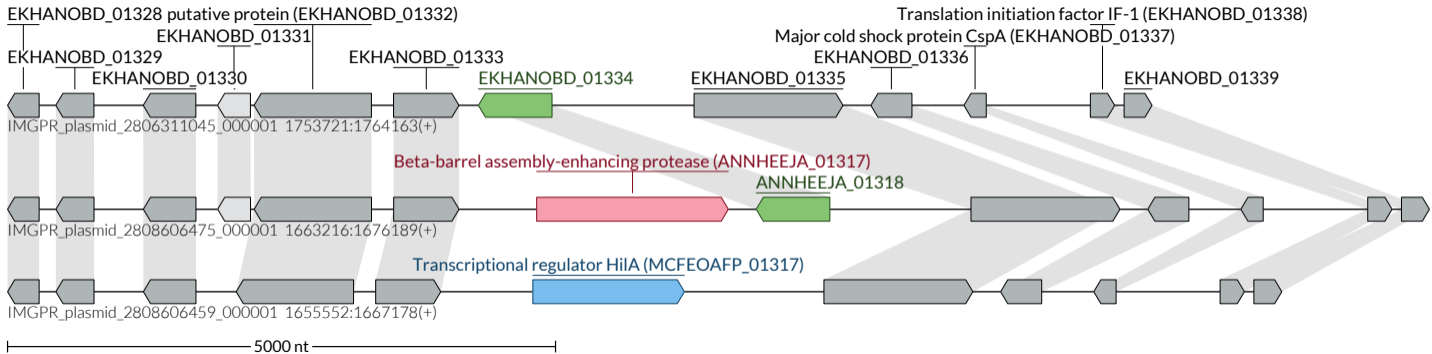 EKHANOBD_01328 putative protein (EKHANOBD_01332) Translation initiation factor IF-1 (EKHANOBD_01338)
EKHANOBD_01331 Major cold shock protein CspA (EKHANOBD_01337)
EKHANOBD_01329 EKHANOBD_01333 EKHANOBD_01336
EKHANOBD_01330 EKHANOBD_01334 EKHANOBD_01335 EKHANOBD_01339
IMGPR_plasmid_2806311045_000001 1753721:1764163(+)
Beta-barrel assembly-enhancing protease (ANNHEEJA_01317)
ANNHEEJA_01318
IMGPR_plasmid_2808606475_000001 1663216:1676189(+)
Transcriptional regulator HilA (MCFEOAFP_01317)
IMGPR_plasmid_2808606459_000001 1655552:1667178(+)
5000 nt